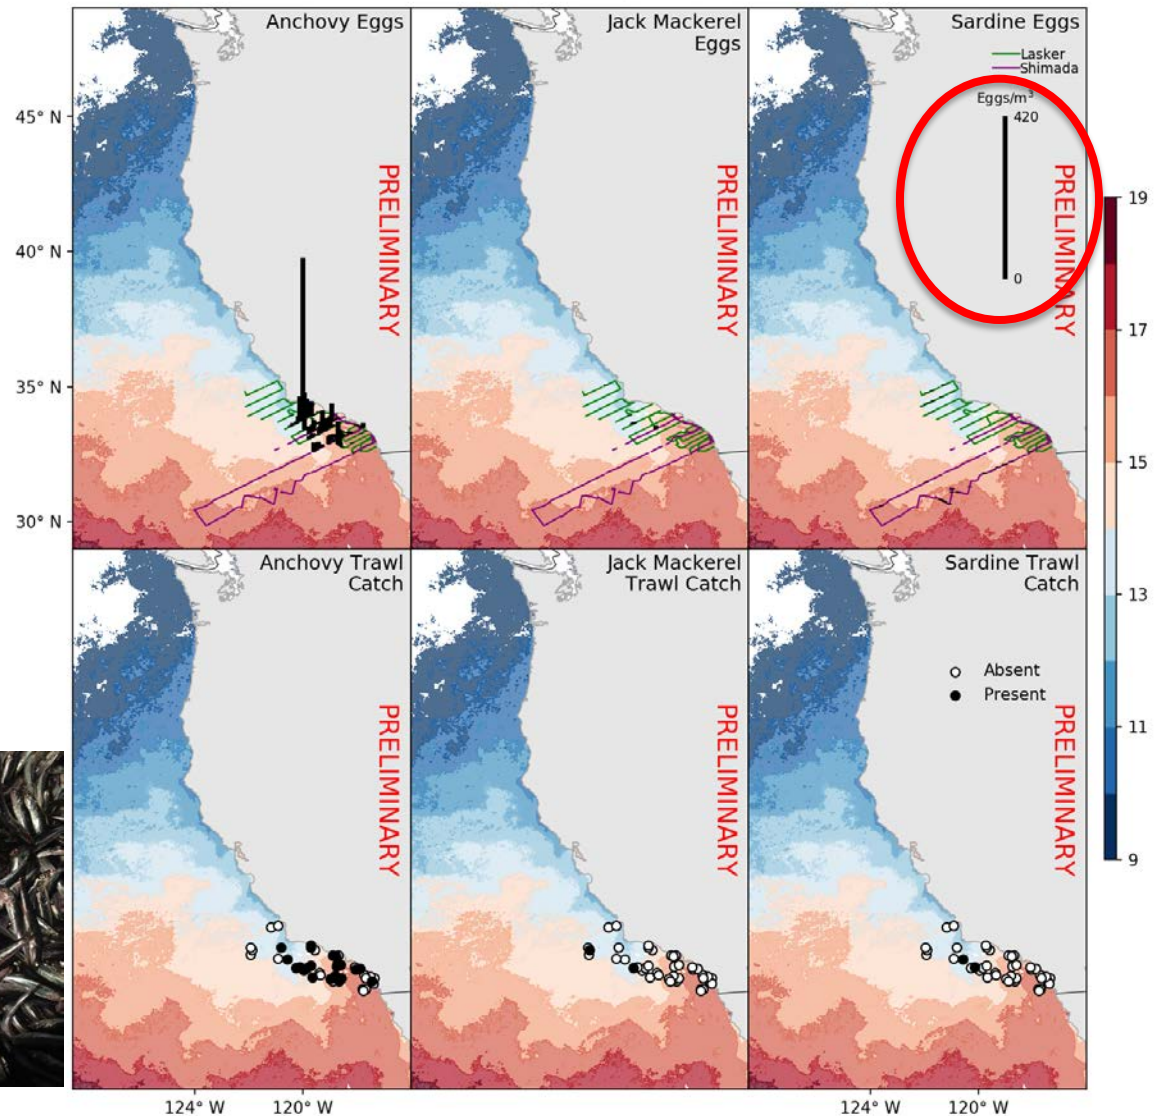 Anchovy Eggs
Jack Mackerel
Eggs
Sardine Eggs
Lasker
Shimada
Eggs/m³
420
0
45° N
40° N
35° N
30° N
PRELIMINARY
PRELIMINARY
PRELIMINARY
19
17
15
13
11
9
Anchovy Trawl
Catch
Jack Mackerel
Trawl Catch
Sardine Trawl
Catch
Absent
Present
PRELIMINARY
PRELIMINARY
PRELIMINARY
124° W
120° W
124° W
120° W